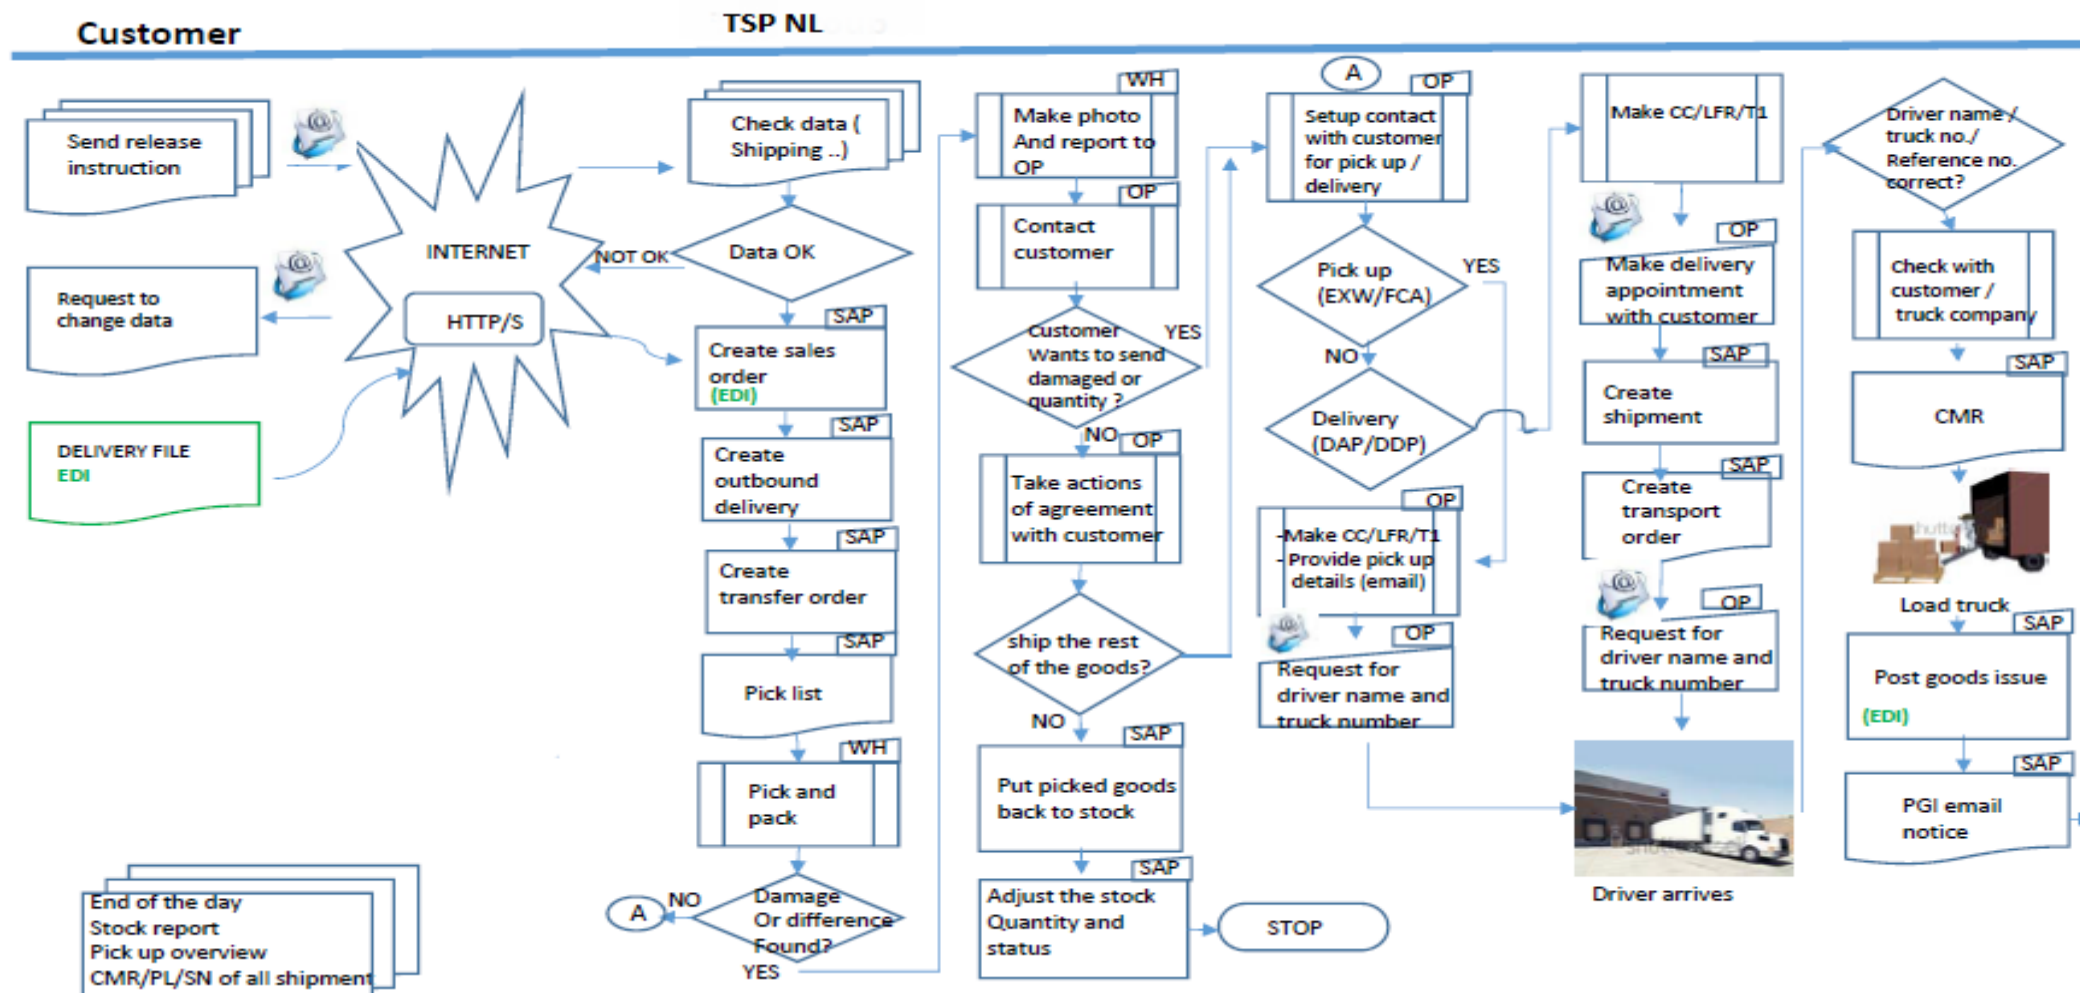 Customer
TSP NL
Send release
instruction
Request to
change data
DELIVERY FILE
EDI
End of the day
Stock report
Pick up overview
CMR/PL/SN of all shipment
INTERNET
HTTP/S
Check data (
Shipping ..)
Data OK
NOT OK
SAP
Create sales
order
(EDI)
SAP
Create
outbound
delivery
SAP
Create
transfer order
SAP
Pick list
WH
Pick and
pack
Damage
Or difference
Found?
NO
A
YES
WH
Make photo
And report to
OP
OP
Contact
customer
Customer
Wants to send
damaged or
quantity ?
YES
NO
OP
Take actions
of agreement
with customer
ship the rest
of the goods?
NO
SAP
Put picked goods
back to stock
SAP
Adjust the stock
Quantity and
status
STOP
A
OP
Setup contact
with customer
for pick up /
delivery
Pick up
(EXW/FCA)
YES
NO
Delivery
(DAP/DDP)
OP
-Make CC/LFR/T1
- Provide pick up
details (email)
OP
Request for
driver name and
truck number
Make CC/LFR/T1
OP
Make delivery
appointment
with customer
SAP
Create
shipment
SAP
Create
transport
order
OP
Request for
driver name and
truck number
Driver arrives
Driver name /
truck no./
Reference no.
correct?
Check with
customer /
truck company
SAP
CMR
Load truck
SAP
Post goods issue
(EDI)
SAP
PGI email
notice